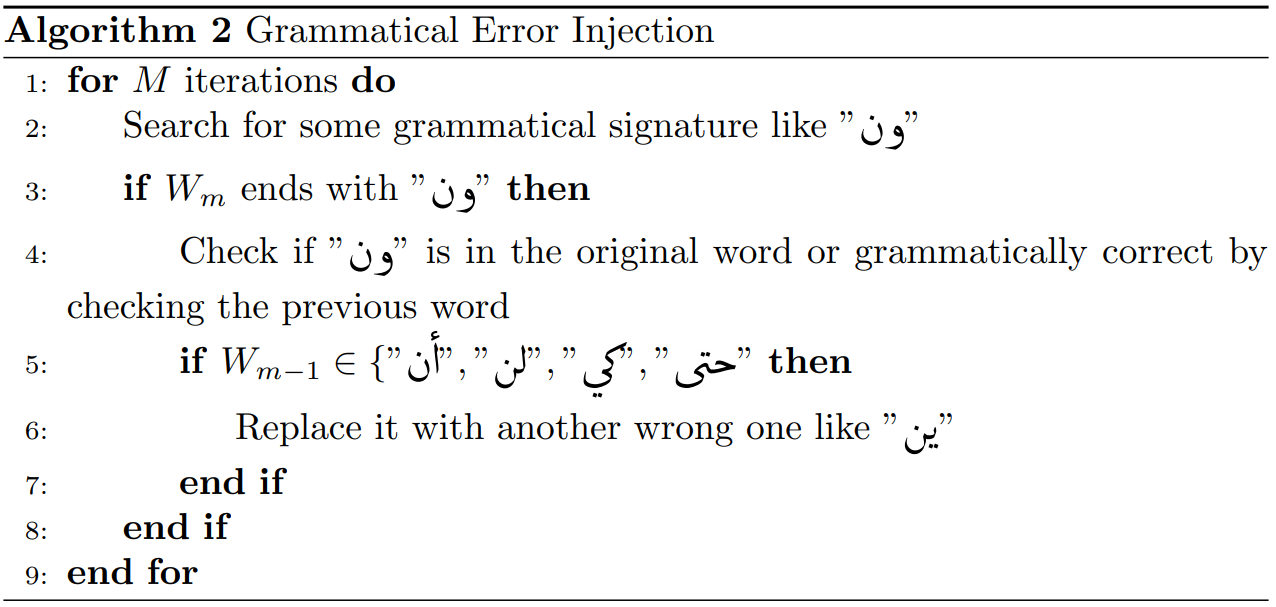 Algorithm 2 Grammatical Error Injection
1: for M iterations do
2: Search for some grammatical signature like ”ون”
3: if Wm ends with ”ون” then
4: Check if ”ون” is in the original word or grammatically correct by
checking the previous word
5: if Wm−1 ∈ {”أن”,”لن”,”كي”,”حتى” then
6: Replace it with another wrong one like ”ين”
7: end if
8: end if
9: end for